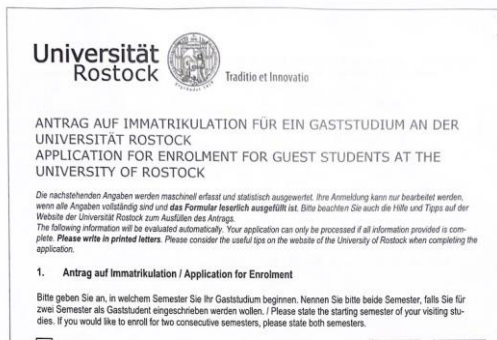 Universität
Rostock
Traditio et Innovatio
ANTRAG AUF IMMATRIKULATION FÜR EIN GASTSTUDIUM AN DER
UNIVERSITÄT ROSTOCK
APPLICATION FOR ENROLMENT FOR GUEST STUDENTS AT THE
UNIVERSITY OF ROSTOCK
Die nachstehenden Angaben werden maschinell erfasst und statistisch ausgewertet. Ihre Anmeldung kann nur bearbeitet werden,
wenn alle Angaben vollständig sind und das Formular leserlich ausgefüllt ist. Bitte beachten Sie auch die Hilfe und Tipps auf der
Website der Universität Rostock zum Ausfüllen des Antrags.
The following information will be evaluated automatically. Your application can only be processed if all information provided is com-
plete. Please write in printed letters. Please consider the useful tips on the website of the University of Rostock when completing the
application.
1. Antrag auf Immatrikulation / Application for Enrolment
Bitte geben Sie an, in welchem Semester Sie Ihr Gaststudium beginnen. Nennen Sie bitte beide Semester, falls Sie für
zwei Semester als Gaststudent eingeschrieben werden wollen. / Please state the starting semester of your visiting stu-
dies. If you would like to enroll for two consecutive semesters, please state both semesters.